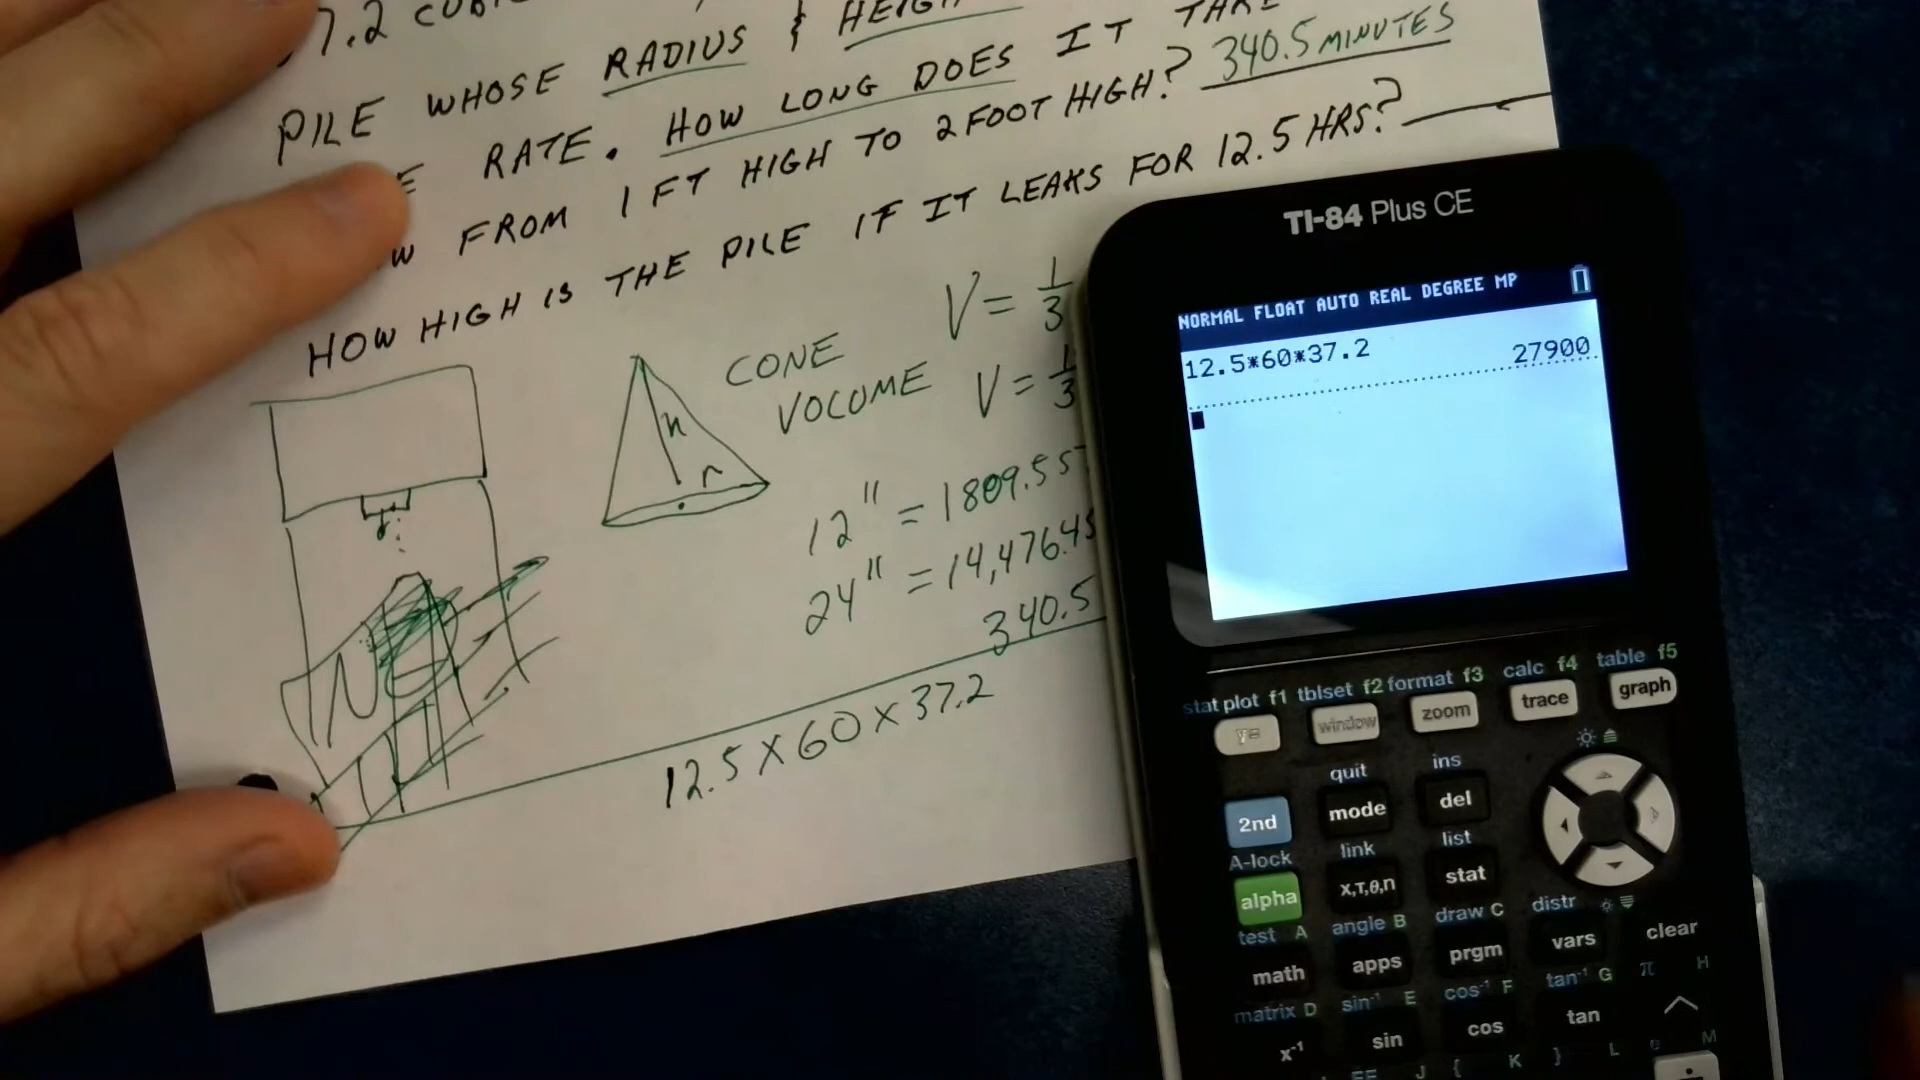 7.2 CUBIC
PILE WHOSE RADIUS & HEIGH
RATE. HOW LONG DOES IT TAKE
W FROM 1 FT HIGH TO 2 FOOT HIGH? 340.5 MINUTES
HOW HIGH IS THE PILE IF IT LEAKS FOR 12.5 HRS?
CONE
VOLUME
V = 1/3
V = 1/3
h
r
12" = 1809.557
24" = 14,476.45
340.5
12.5 X 60 X 37.2
TI-84 Plus CE
NORMAL FLOAT AUTO REAL DEGREE MP
12.5*60*37.2
27900
stat plot f1 tblset f2 format f3 calc f4 table f5
y= window zoom trace graph
quit ins
2nd mode del
A-lock link list
alpha X,T,θ,n stat
test A angle B draw C distr
math apps prgm vars clear
matrix D sin⁻¹ E cos⁻¹ F tan⁻¹ G π H
x⁻¹ sin cos tan ^
EE J { K } L e M
÷